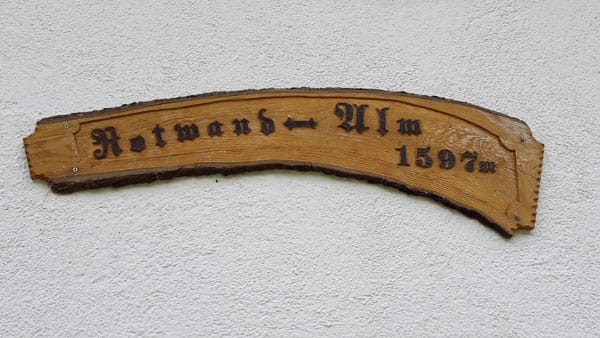 Rotwand - Alm
1597m